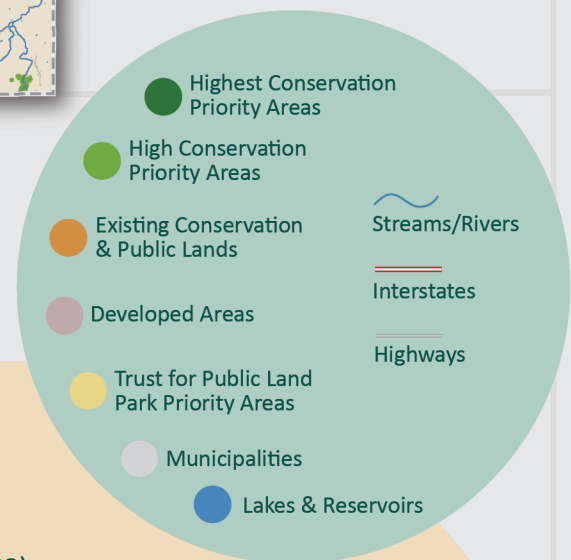 Highest Conservation
Priority Areas
High Conservation
Priority Areas
Existing Conservation
& Public Lands
Developed Areas
Trust for Public Land
Park Priority Areas
Municipalities
Lakes & Reservoirs
Streams/Rivers
Interstates
Highways